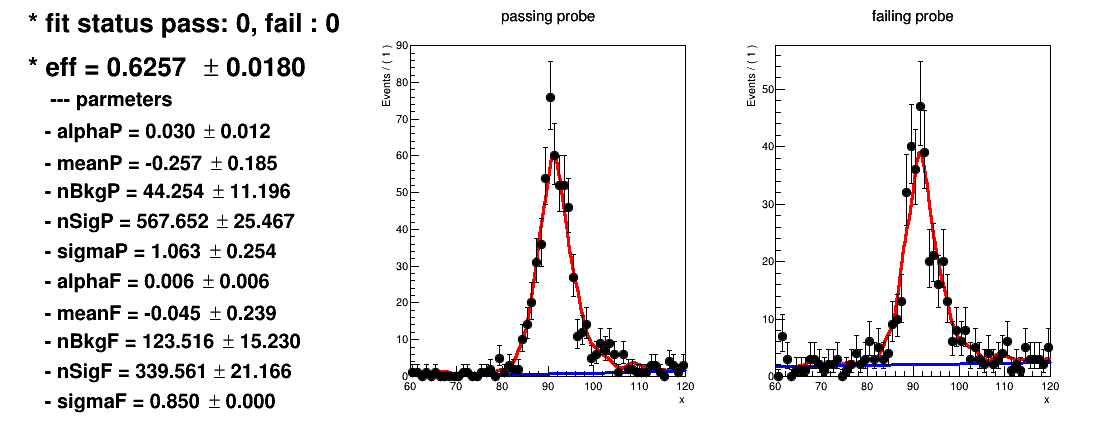 * fit status pass: 0, fail : 0
* eff = 0.6257 ± 0.0180
--- parmeters
- alphaP = 0.030 ± 0.012
- meanP = -0.257 ± 0.185
- nBkgP = 44.254 ± 11.196
- nSigP = 567.652 ± 25.467
- sigmaP = 1.063 ± 0.254
- alphaF = 0.006 ± 0.006
- meanF = -0.045 ± 0.239
- nBkgF = 123.516 ± 15.230
- nSigF = 339.561 ± 21.166
- sigmaF = 0.850 ± 0.000
passing probe
Events / ( 1 )
90
80
70
60
50
40
30
20
10
0
60 70 80 90 100 110 120
x
failing probe
Events / ( 1 )
50
40
30
20
10
0
60 70 80 90 100 110 120
x